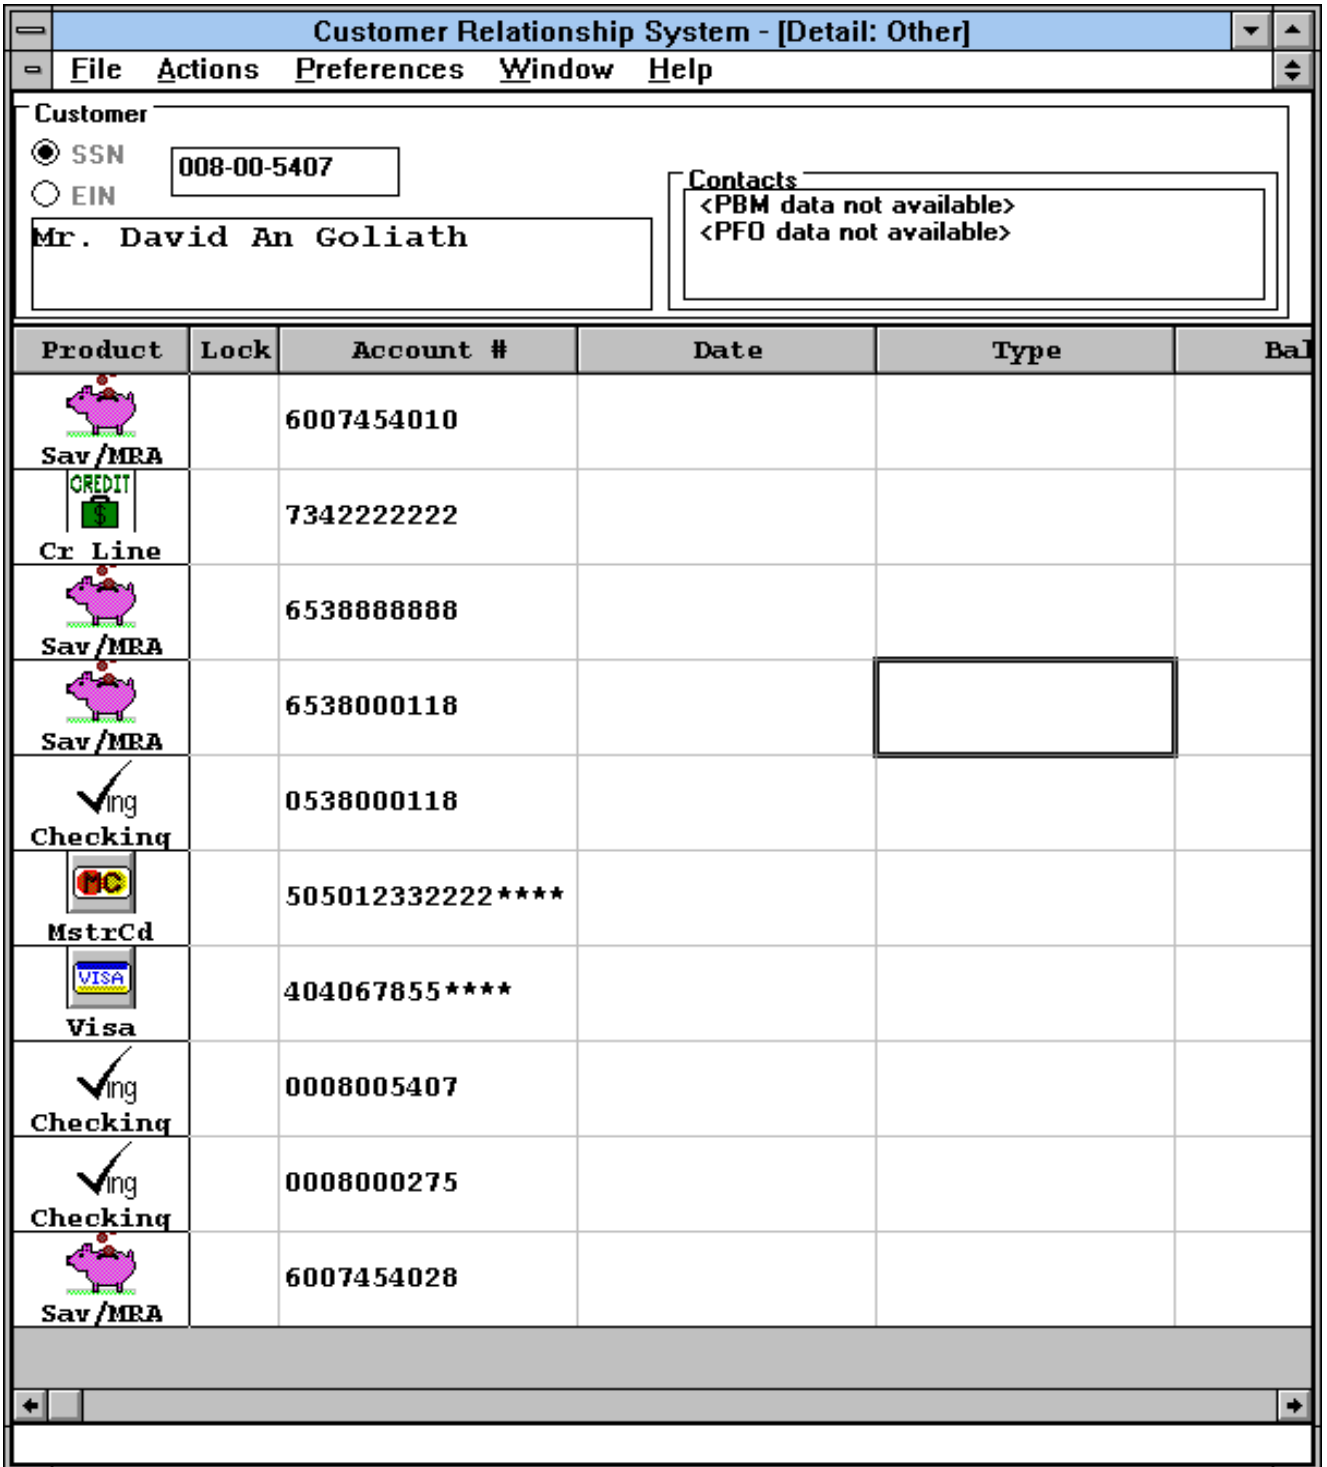 Customer Relationship System - [Detail: Other]
File Actions Preferences Window Help
Customer
SSN
008-00-5407
EIN
Mr. David An Goliath
Contacts
<PBM data not available>
<PFO data not available>
Product Lock Account # Date Type Bal
6007454010
Sav/MRA
CREDIT
$
7342222222
Cr Line
6538888888
Sav/MRA
6538000118
Sav/MRA
ing
0538000118
Checking
MC
505012332222****
MstrCd
VISA
404067855****
Visa
ing
0008005407
Checking
ing
0008000275
Checking
6007454028
Sav/MRA